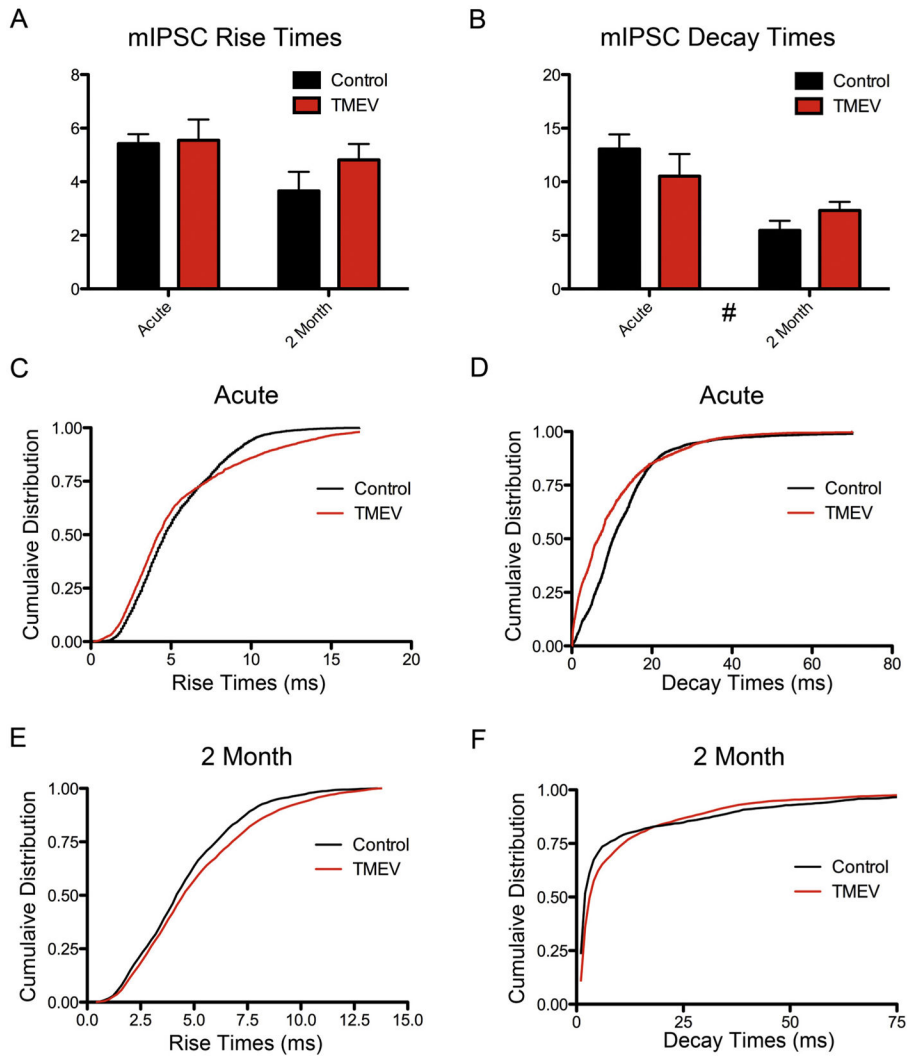 A
mIPSC Rise Times
8
6
4
2
0
Control
TMEV
Acute
2 Month
B
mIPSC Decay Times
20
15
10
5
0
Control
TMEV
Acute
#
2 Month
C
Acute
Cumulaive Distribution
1.00
0.75
0.50
0.25
0.00
Control
TMEV
0 5 10 15 20
Rise Times (ms)
D
Acute
Cumulaive Distribution
1.00
0.75
0.50
0.25
0.00
Control
TMEV
0 20 40 60 80
Decay Times (ms)
E
2 Month
Cumulaive Distribution
1.00
0.75
0.50
0.25
0.00
Control
TMEV
0.0 2.5 5.0 7.5 10.0 12.5 15.0
Rise Times (ms)
F
2 Month
Cumulaive Distribution
1.00
0.75
0.50
0.25
0.00
Control
TMEV
0 25 50 75
Decay Times (ms)